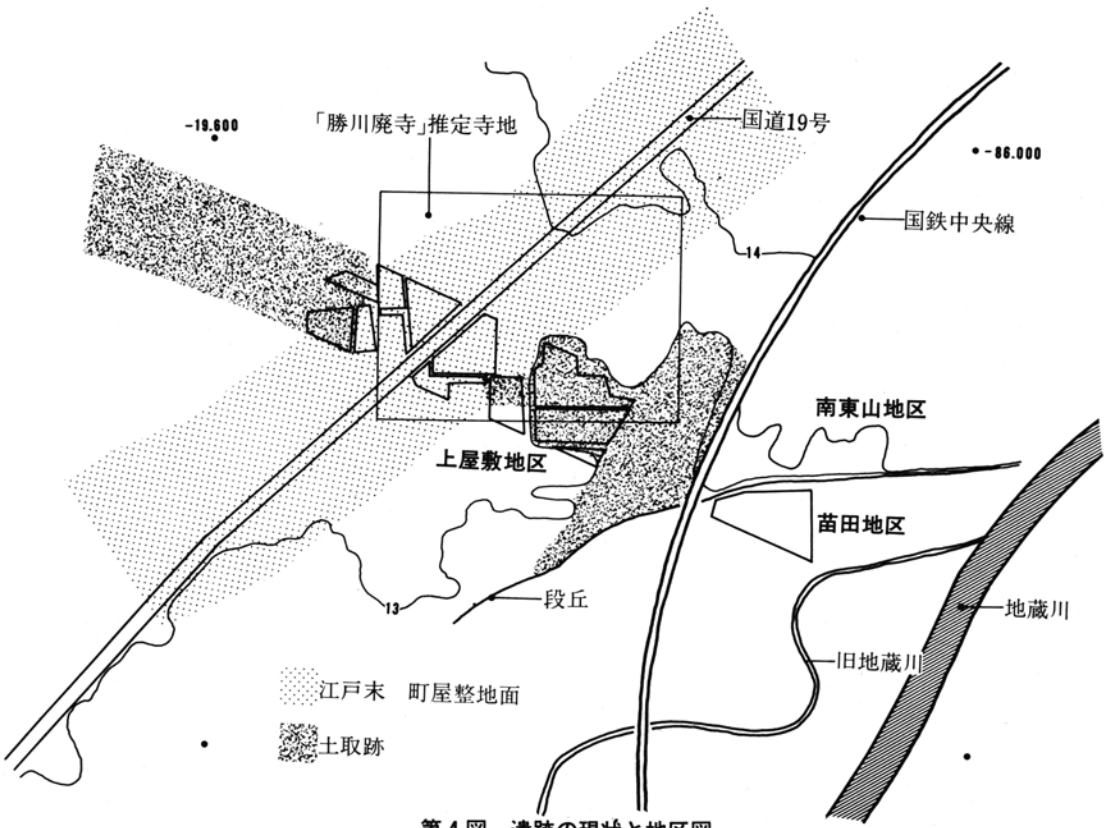 -19.600
「勝川廃寺」推定寺地
国道19号
-86.000
国鉄中央線
14
南東山地区
上屋敷地区
苗田地区
13
段丘
地蔵川
旧地蔵川
江戸末 町屋整地面
土取跡
第4図 遺跡の現状と地区図